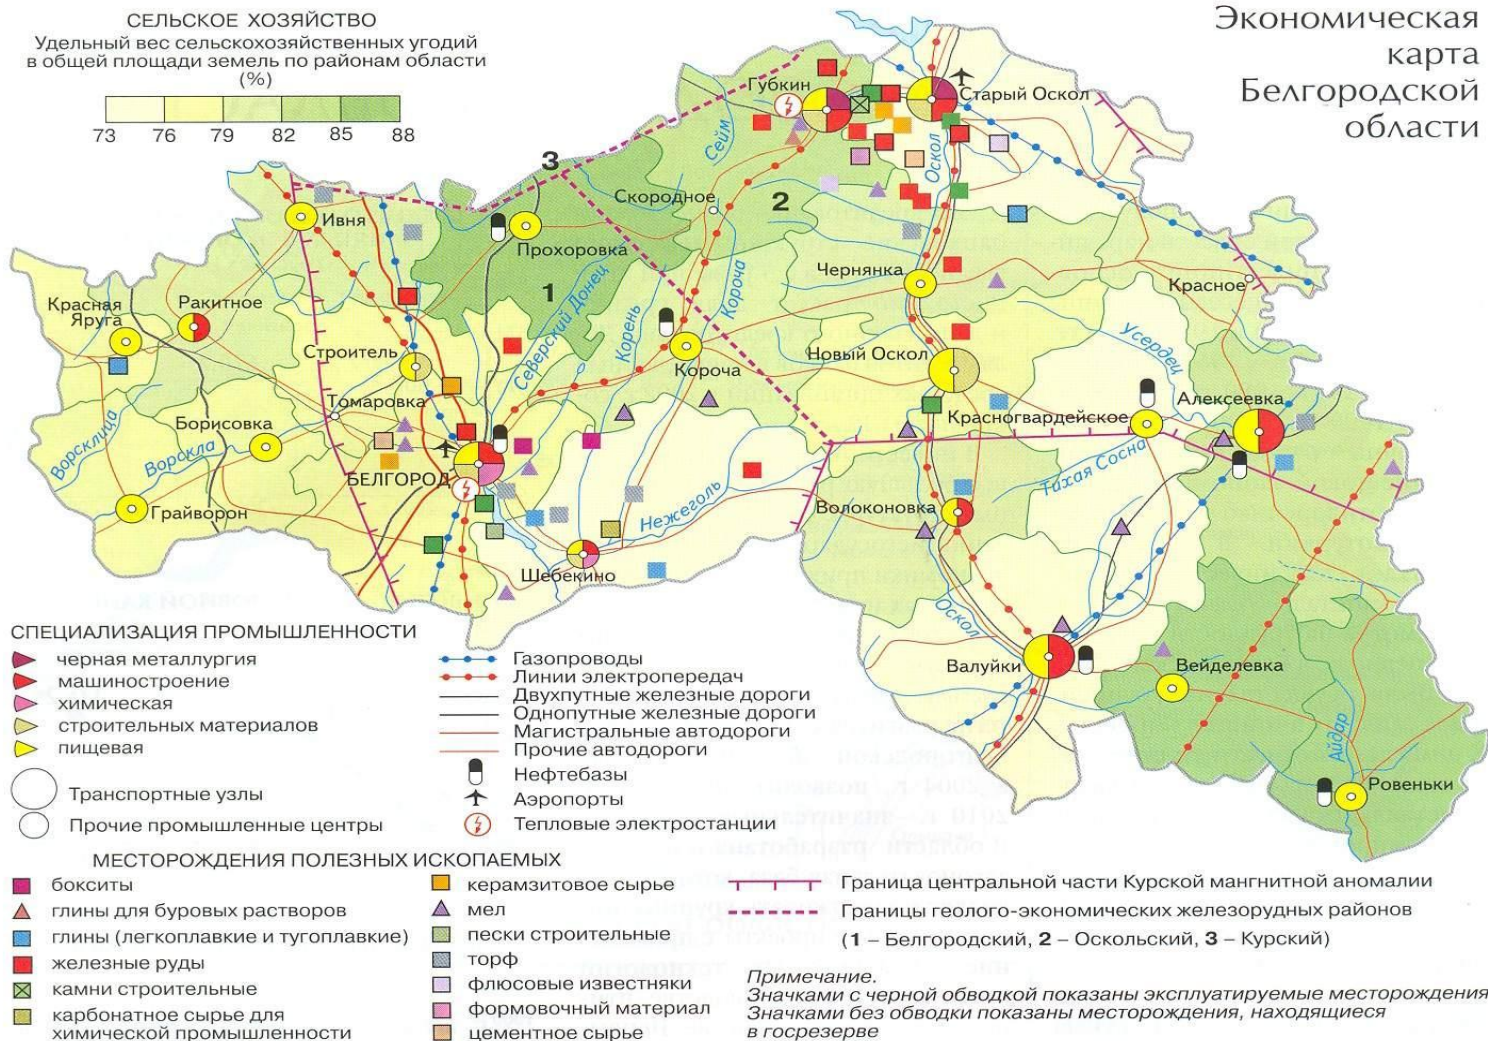 СЕЛЬСКОЕ ХОЗЯЙСТВО
Удельный вес сельскохозяйственных угодий
в общей площади земель по районам области
(%)
73 76 79 82 85 88
Экономическая
карта
Белгородской
области
Губкин
Старый Оскол
Сейм
Оскол
3
Скородное
2
Ивня
Прохоровка
Чернянка
Красное
Короча
1
Северский Донец
Корень
Красная
Яруга
Ракитное
Строитель
Короча
Новый Оскол
Усердец
Томаровка
Борисовка
Ворсклица
Ворскла
БЕЛГОРОД
Красногвардейское
Алексеевка
Тихая Сосна
Грайворон
Нежеголь
Волоконовка
Шебекино
Оскол
Валуйки
Вейделевка
Айдар
Ровеньки
СПЕЦИАЛИЗАЦИЯ ПРОМЫШЛЕННОСТИ
черная металлургия
машиностроение
химическая
строительных материалов
пищевая
Транспортные узлы
Прочие промышленные центры
Газопроводы
Линии электропередач
Двухпутные железные дороги
Однопутные железные дороги
Магистральные автодороги
Прочие автодороги
Нефтебазы
Аэропорты
Тепловые электростанции
МЕСТОРОЖДЕНИЯ ПОЛЕЗНЫХ ИСКОПАЕМЫХ
бокситы
глины для буровых растворов
глины (легкоплавкие и тугоплавкие)
железные руды
камни строительные
карбонатное сырье для
химической промышленности
керамзитовое сырье
мел
пески строительные
торф
флюсовые известняки
формовочный материал
цементное сырье
Граница центральной части Курской мангнитной аномалии
Границы геолого-экономических железорудных районов
(1 – Белгородский, 2 – Оскольский, 3 – Курский)
Примечание.
Значками с черной обводкой показаны эксплуатируемые месторождения
Значками без обводки показаны месторождения, находящиеся
в госрезерве